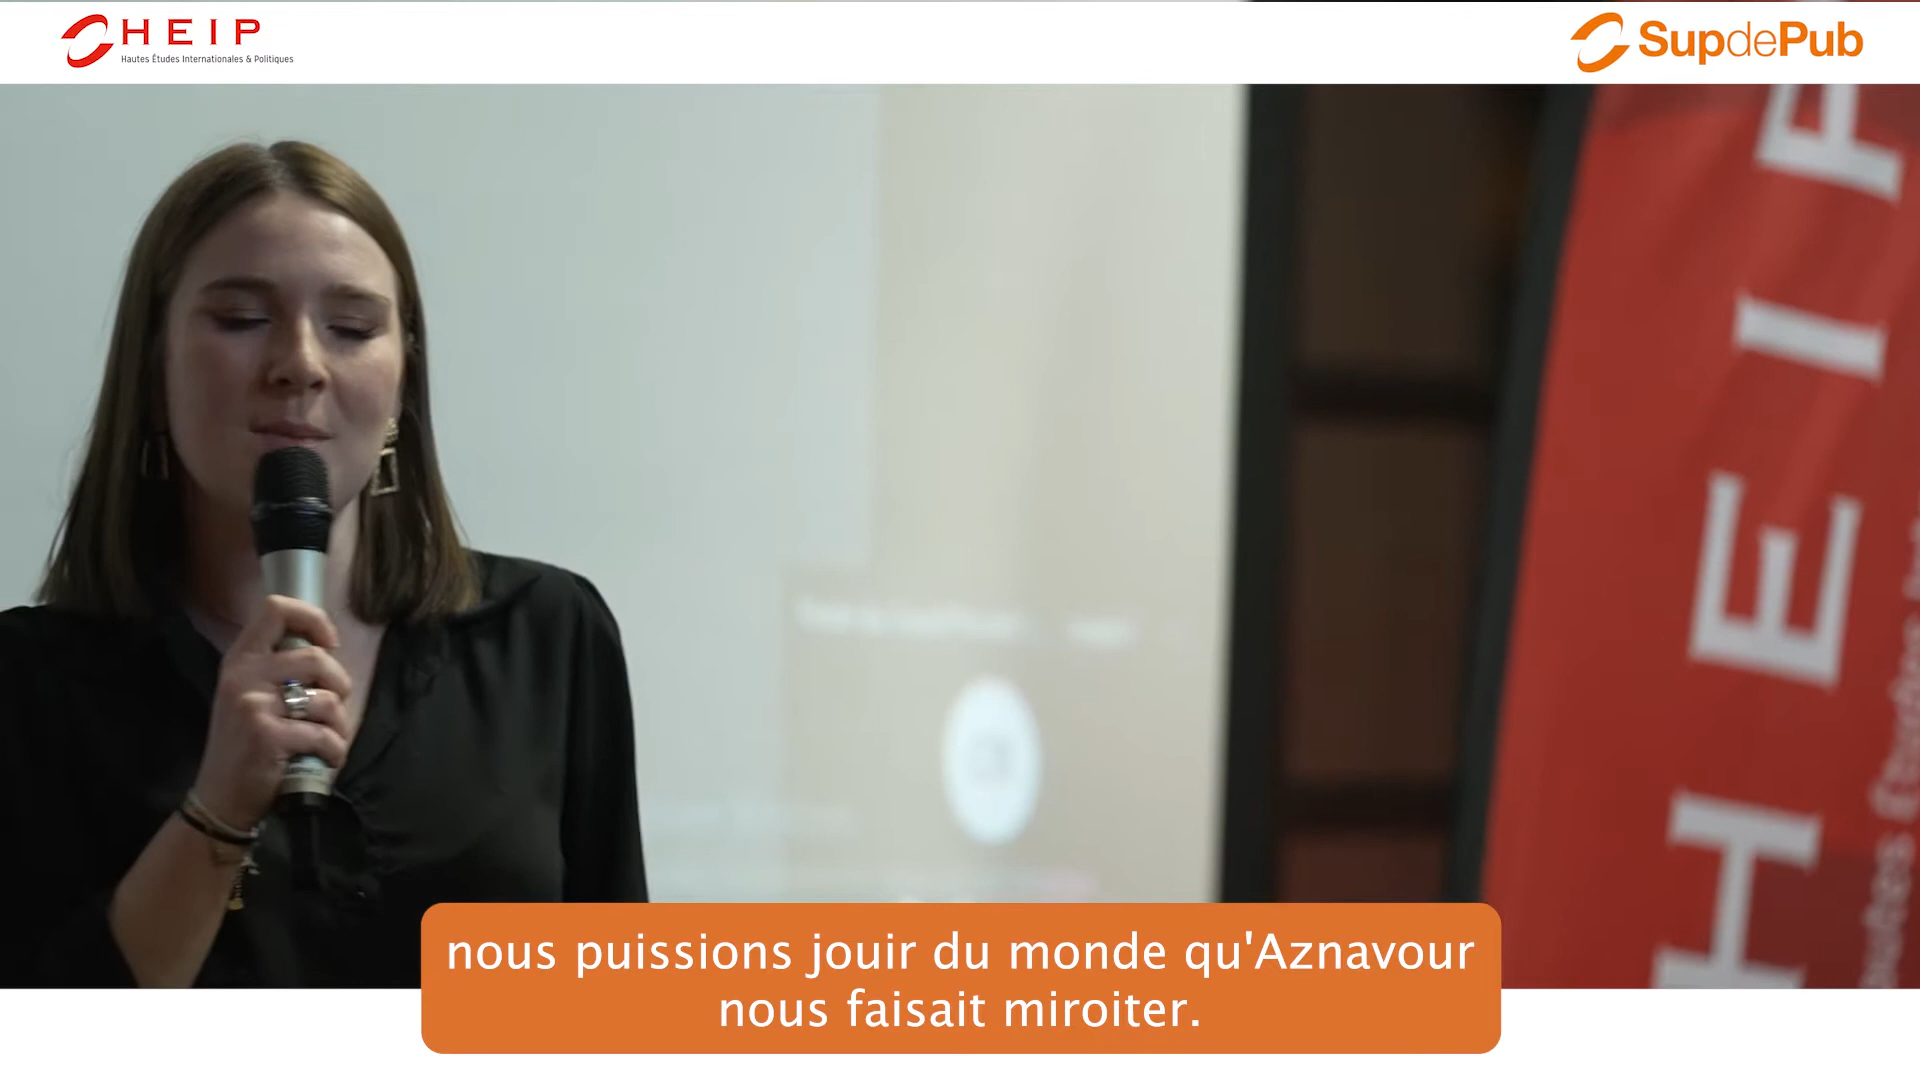 HEIP
Hautes Études Internationales & Politiques
SupdePub
HEIP
nous puissions jouir du monde qu'Aznavour
nous faisait miroiter.